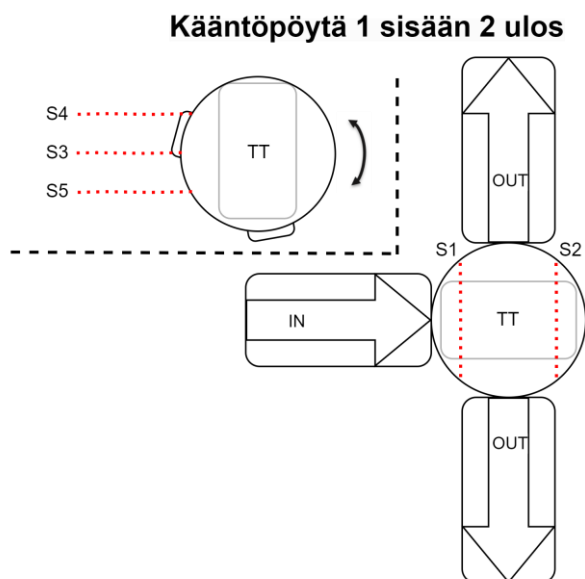 Kääntöpöytä 1 sisään 2 ulos
S4
S3
S5
TT
OUT
S1
S2
IN
TT
OUT